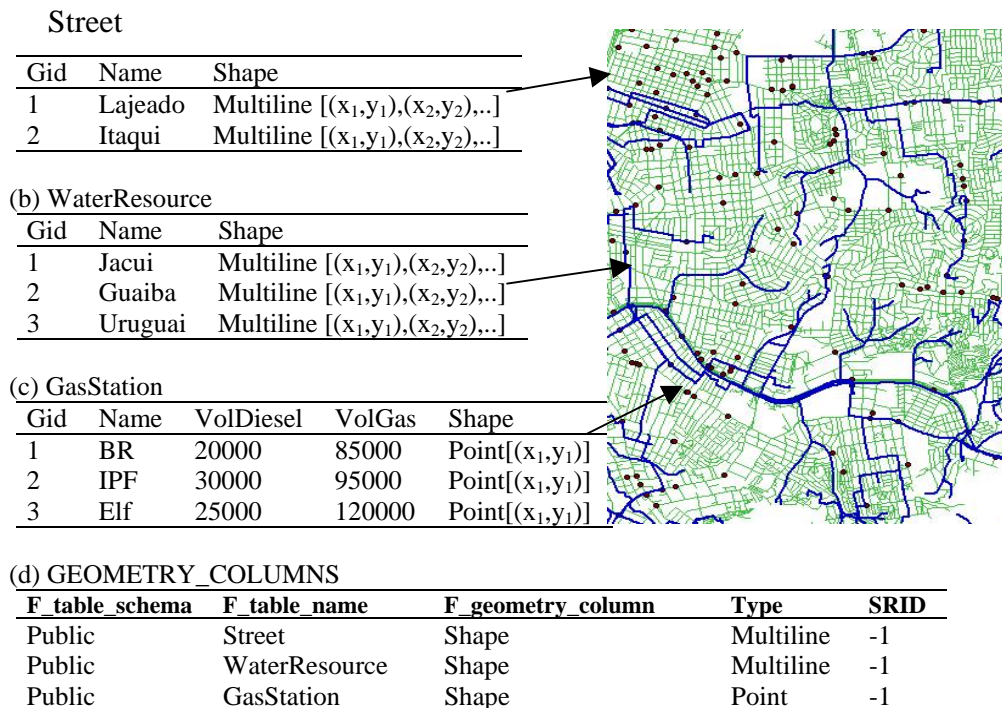 Street
Gid Name Shape
1 Lajeado Multiline [(x₁,y₁),(x₂,y₂),..]
2 Itaqui Multiline [(x₁,y₁),(x₂,y₂),..]
(b) WaterResource
Gid Name Shape
1 Jacui Multiline [(x₁,y₁),(x₂,y₂),..]
2 Guaiba Multiline [(x₁,y₁),(x₂,y₂),..]
3 Uruguai Multiline [(x₁,y₁),(x₂,y₂),..]
(c) GasStation
Gid Name VolDiesel VolGas Shape
1 BR 20000 85000 Point[(x₁,y₁)]
2 IPF 30000 95000 Point[(x₁,y₁)]
3 Elf 25000 120000 Point[(x₁,y₁)]
(d) GEOMETRY_COLUMNS
F_table_schema F_table_name F_geometry_column Type SRID
Public Street Shape Multiline -1
Public WaterResource Shape Multiline -1
Public GasStation Shape Point -1